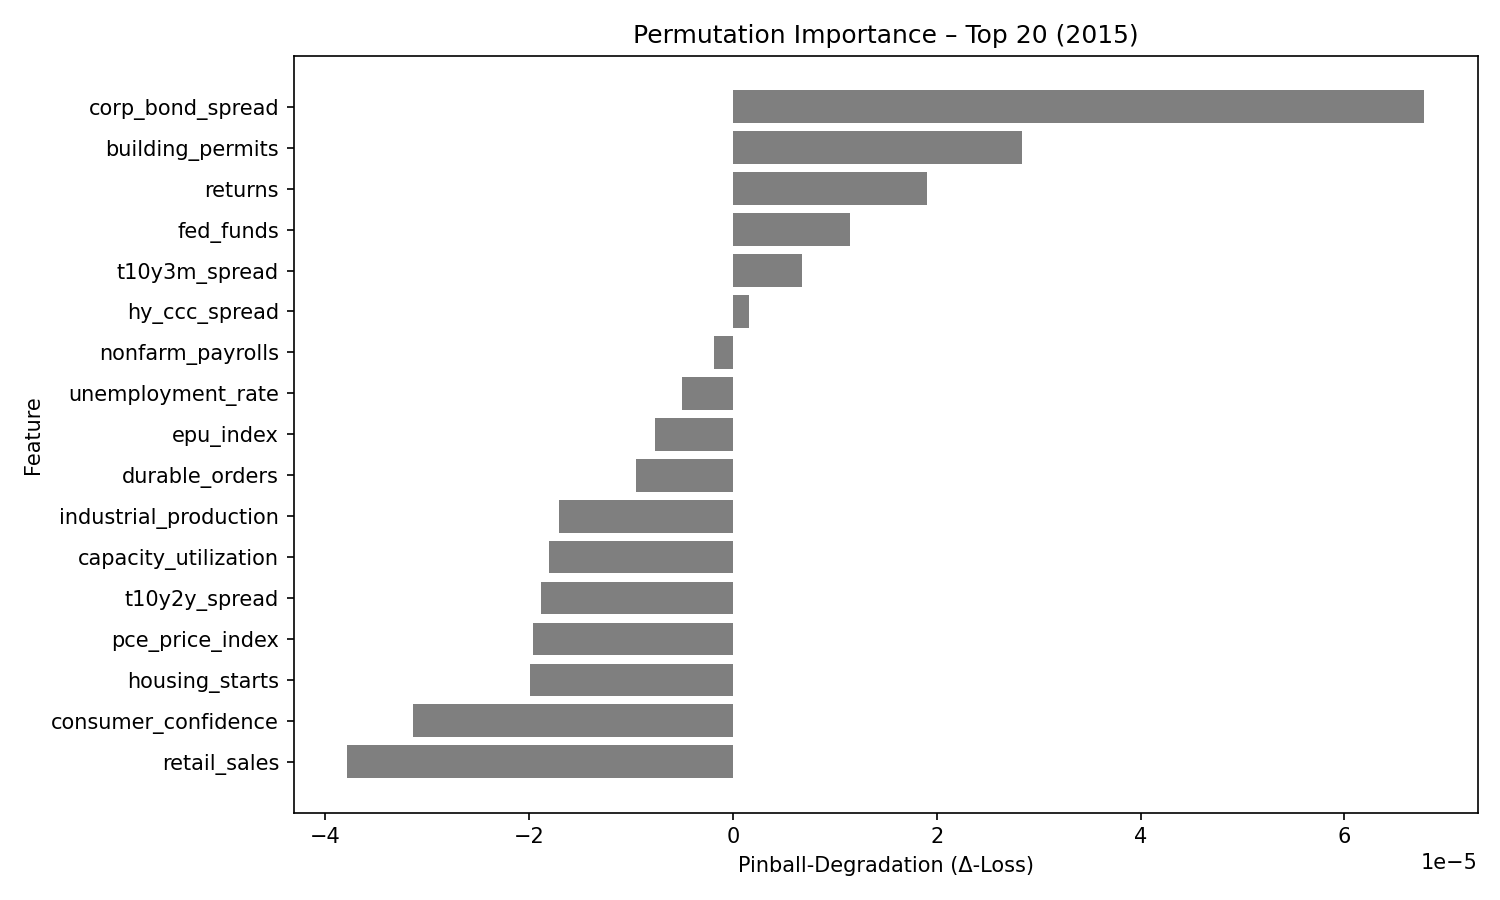 Permutation Importance – Top 20 (2015)
corp_bond_spread
building_permits
returns
fed_funds
t10y3m_spread
hy_ccc_spread
nonfarm_payrolls
unemployment_rate
epu_index
durable_orders
industrial_production
capacity_utilization
t10y2y_spread
pce_price_index
housing_starts
consumer_confidence
retail_sales
Feature
−4 −2 0 2 4 6
1e−5
Pinball-Degradation (Δ-Loss)